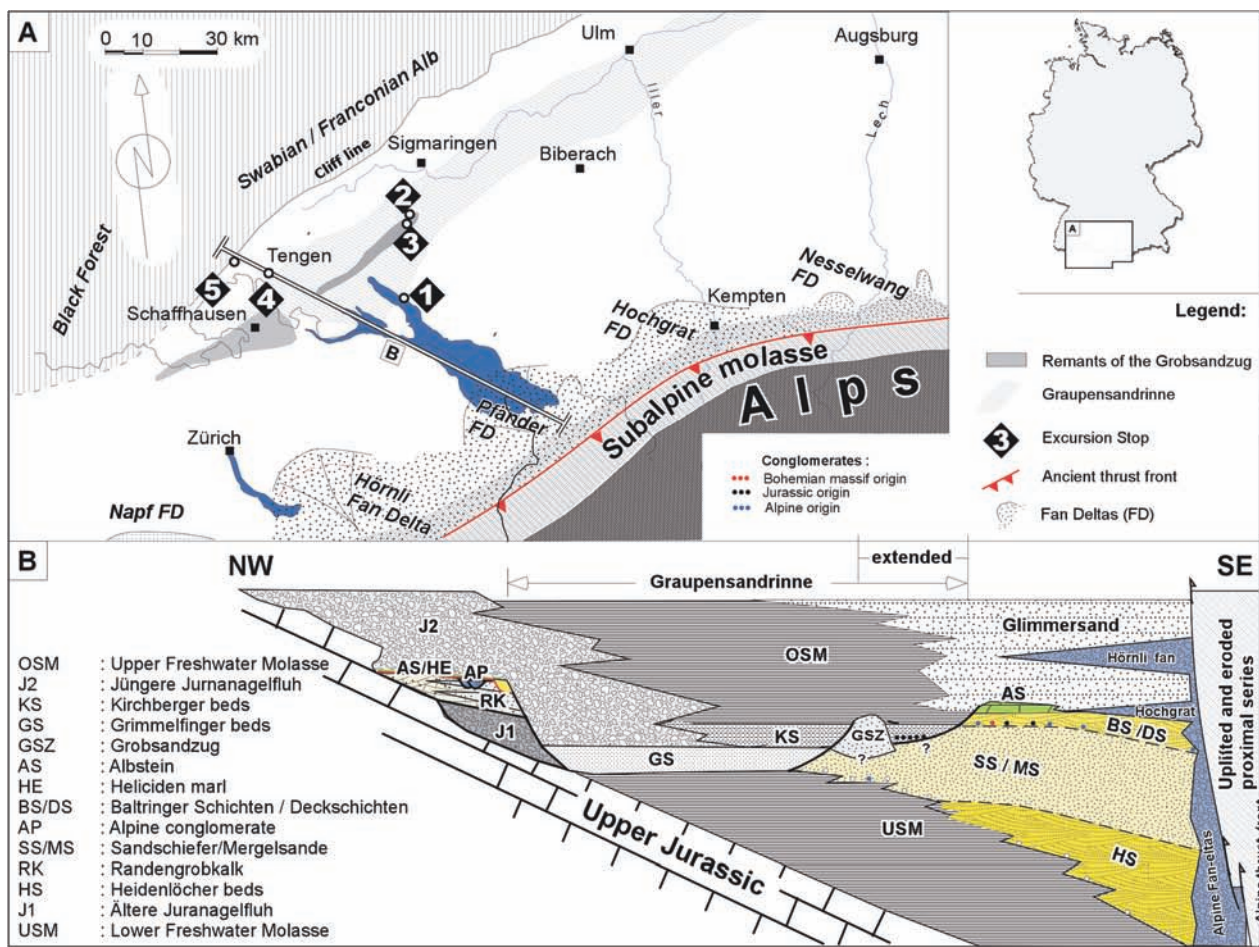 A
0 10 30 km
N
Swabian / Franconian Alb
Cliff line
Black Forest
Ulm
Augsburg
Iller
Lech
Sigmaringen
Biberach
2
3
Tengen
5
4
1
Schaffhausen
B
Zürich
Napf FD
Hörnli
Fan Delta
Pfänder
FD
Hochgrat
FD
Kempten
Nesselwang
FD
Subalpine molasse
Alps
Conglomerates :
Bohemian massif origin
Jurassic origin
Alpine origin
A
Legend:
Remants of the Grobsandzug
Graupensandrinne
3 Excursion Stop
Ancient thrust front
Fan Deltas (FD)
B
NW
SE
extended
Graupensandrinne
OSM : Upper Freshwater Molasse
J2 : Jüngere Jurnanagelfluh
KS : Kirchberger beds
GS : Grimmelfinger beds
GSZ : Grobsandzug
AS : Albstein
HE : Heliciden marl
BS/DS : Baltringer Schichten / Deckschichten
AP : Alpine conglomerate
SS/MS : Sandschiefer/Mergelsande
RK : Randengrobkalk
HS : Heidenlöcher beds
J1 : Ältere Juranagelfluh
USM : Lower Freshwater Molasse
J2
AS/HE
AP
RK
J1
OSM
KS
GS
GSZ
?
?
Glimmersand
Hörnli fan
AS
Hochgrat
BS /DS
SS / MS
USM
HS
Upper Jurassic
Uplifted and eroded
proximal series
Alpine Fan-eltas